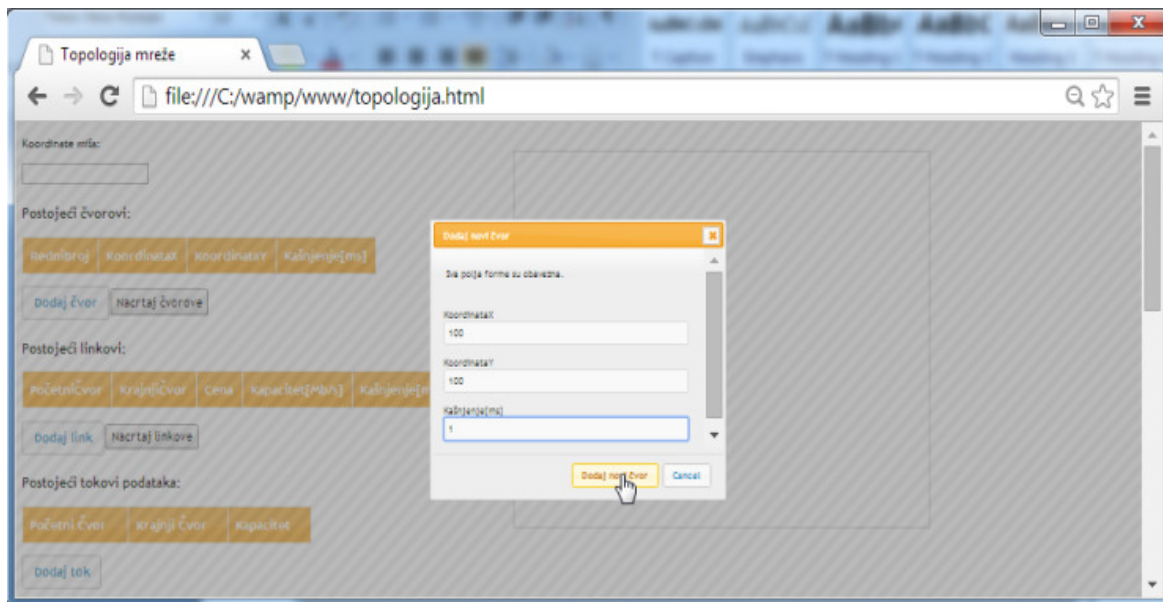 Topologija mreže
file:///C:/wamp/www/topologija.html
Koordinate miša:
Postojeći čvorovi:
Rednibroj KoordinataX KoordinataY Kašnjenje[ms]
Dodaj čvor Nacrtaj čvorove
Postojeći linkovi:
PočetniČvor KrajnjiČvor Cena Kapacitet[Mb/s]
Dodaj link Nacrtaj linkove
Postojeći tokovi podataka:
Početni Čvor Krajnji Čvor Kapacitet
Dodaj tok
Dodaj novi čvor
Sva polja forme su obavezna.
KoordinataX
100
KoordinataY
100
Kašnjenje[ms]
1
Dodaj novi čvor Cancel